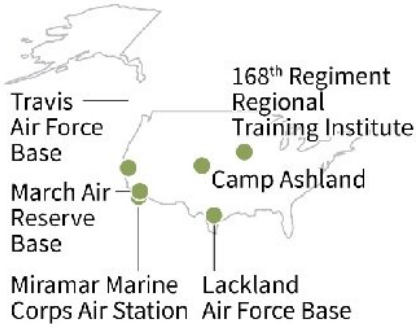 168th Regiment
Regional
Training Institute
Travis
Air Force
Base
Camp Ashland
March Air
Reserve
Base
Miramar Marine
Corps Air Station
Lackland
Air Force Base